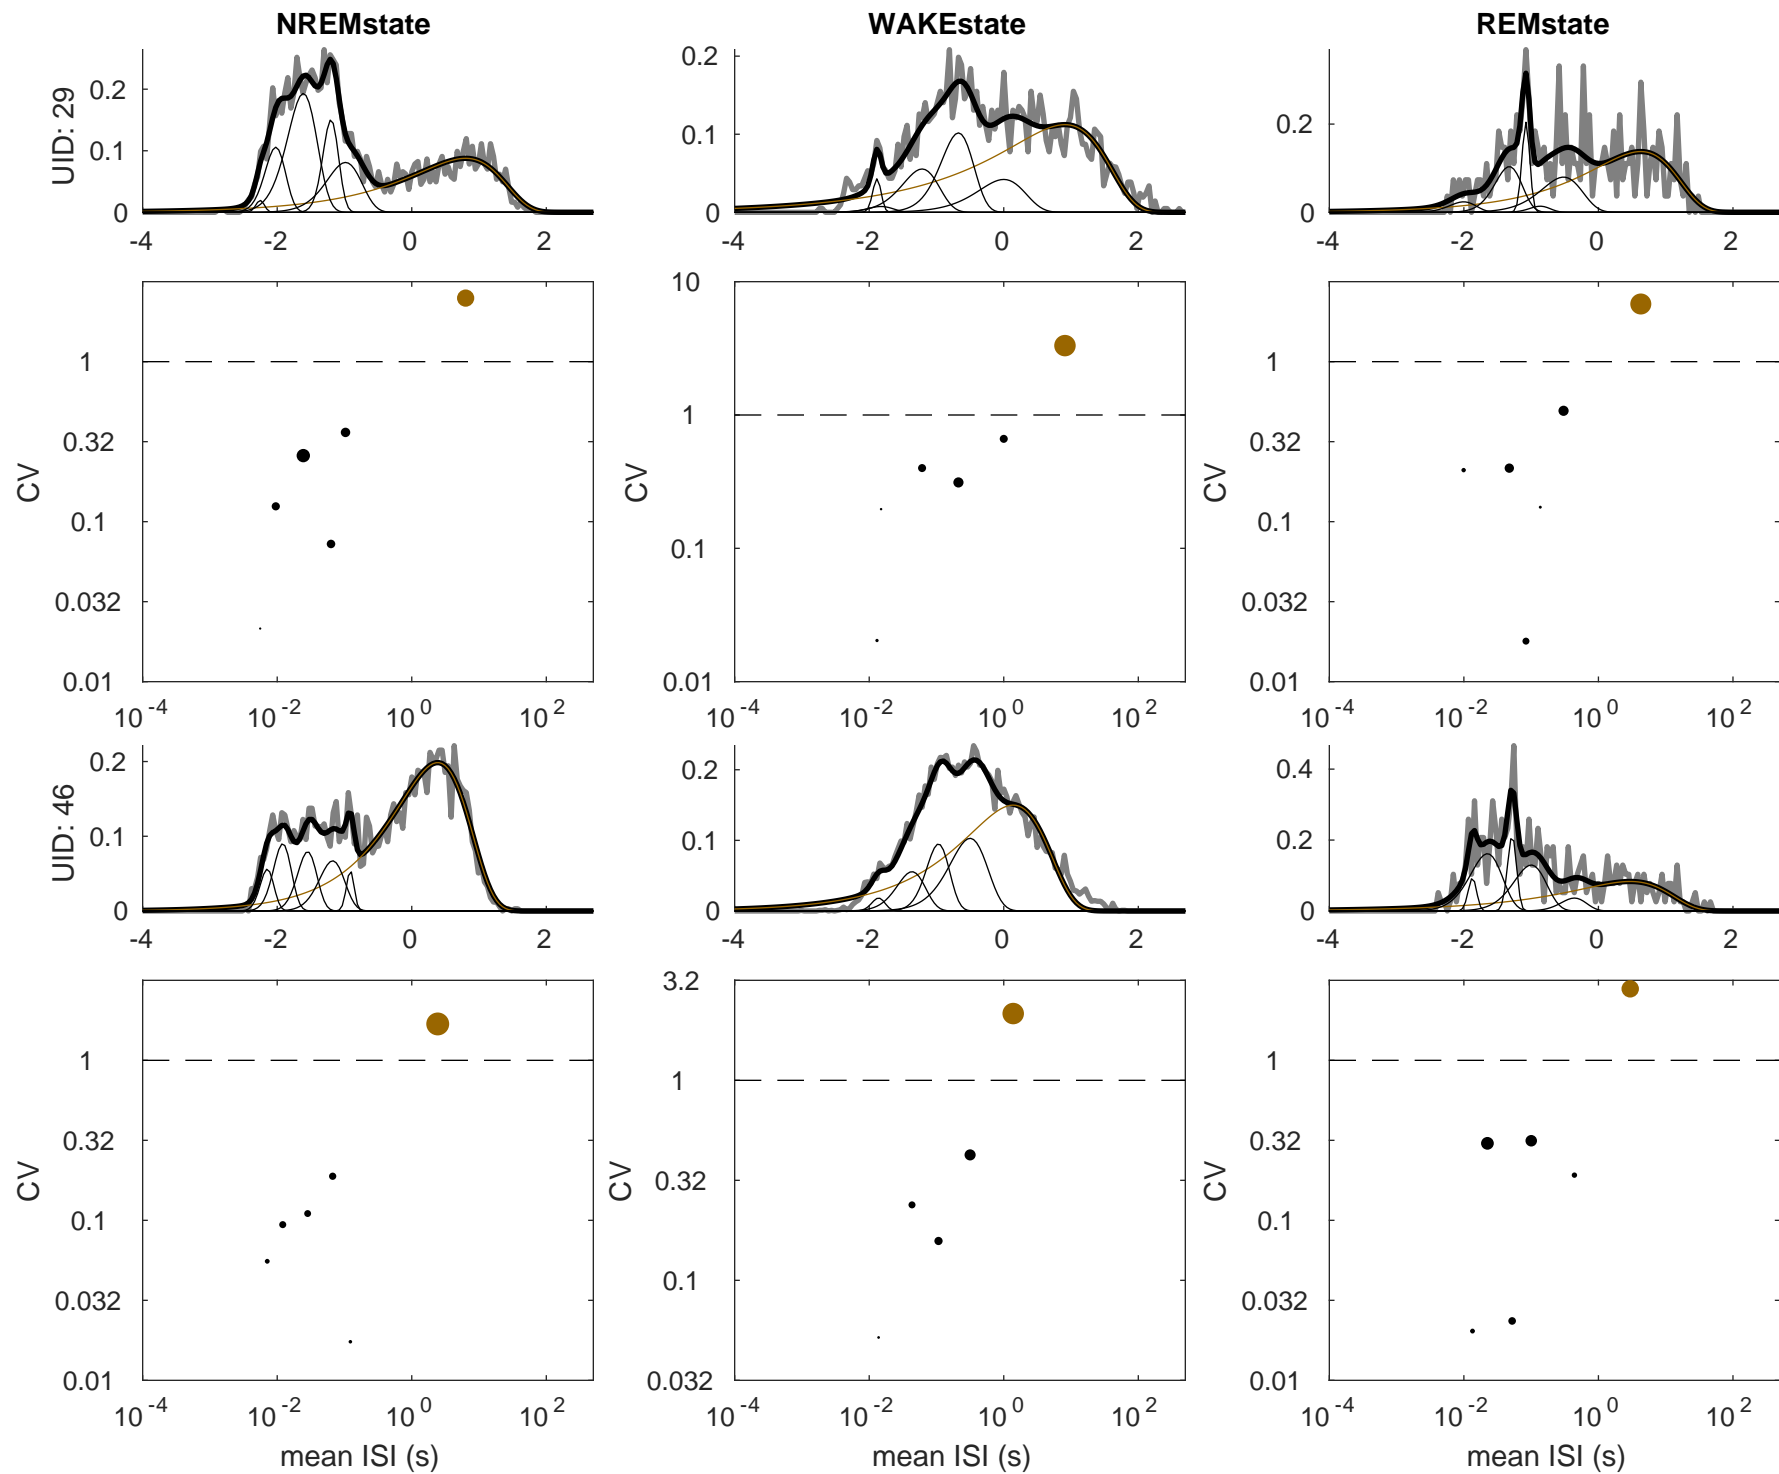 NREMstate WAKEstate REMstate
UID: 29
0.2 0.1 0
-4 -2 0 2
0.2 0.1 0
-4 -2 0 2
0.2 0
-4 -2 0 2
CV
1 0.32 0.1 0.032 0.01
10^-4 10^-2 10^0 10^2
CV
10 1 0.1 0.01
10^-4 10^-2 10^0 10^2
CV
1 0.32 0.1 0.032 0.01
10^-4 10^-2 10^0 10^2
UID: 46
0.2 0.1 0
-4 -2 0 2
0.2 0.1 0
-4 -2 0 2
0.4 0.2 0
-4 -2 0 2
CV
1 0.32 0.1 0.032 0.01
10^-4 10^-2 10^0 10^2
mean ISI (s)
CV
3.2 1 0.32 0.1 0.032
10^-4 10^-2 10^0 10^2
mean ISI (s)
CV
1 0.32 0.1 0.032 0.01
10^-4 10^-2 10^0 10^2
mean ISI (s)